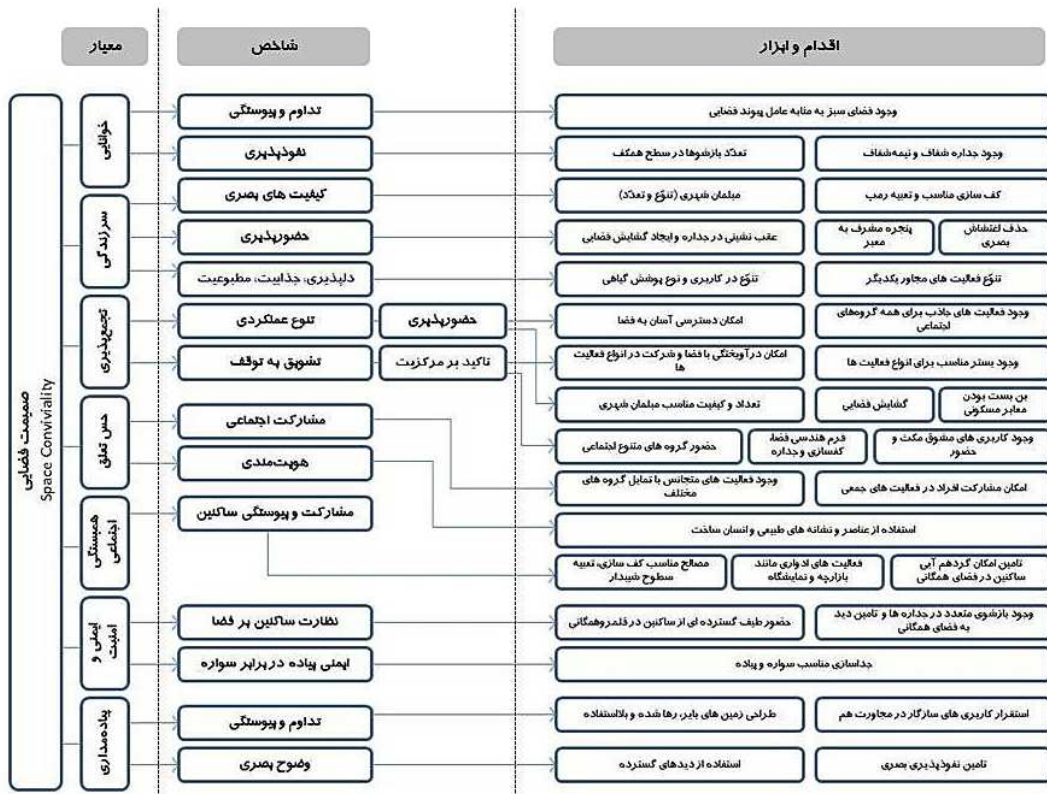 معیار
شاخص
اقدام و ابزار
صمیمت فضایی
Space Conviviality
خوانایی
تداوم و پیوستگی
وجود فضای سبز به مثابه عامل پیوند فضایی
نفوذپذیری
تعدّد بازشوها در سطح همکف
وجود جداره شفاف و نیمه‌شفاف
سرزندگی
کیفیت های بصری
مبلمان شهری (تنوّع و تعدّد)
کف سازی مناسب و تعبیه رمپ
حضورپذیری
عقب نشینی در جداره و ایجاد گشایش فضایی
پنجره مشرف به
معبر
حذف اغتشاش
بصری
دلپذیری، جذابیت، مطبوعیت
تنوّع در کاربری و نوع پوشش گیاهی
تنوّع فعالیت های مجاور یکدیگر
تجمع‌پذیری
تنوع عملکردی
حضورپذیری
امکان دسترسی آسان به فضا
وجود فعالیت های جاذب برای همه گروه‌های
اجتماعی
تشویق به توقف
تاکید بر مرکزیت
امکان درآویختگی با فضا و شرکت در انواع فعالیت
ها
وجود بستر مناسب برای انواع فعالیت ها
تعداد و کیفیت مناسب مبلمان شهری
گشایش فضایی
بن بست بودن
معابر مسکونی
حس تعلق
مشارکت اجتماعی
حضور گروه های متنوع اجتماعی
فرم هندسی فضا،
کفسازی و جداره
وجود کاربری های مشوق مکث و
حضور
هویت‌مندی
وجود فعالیت های متجانس با تمایل گروه های
مختلف
امکان مشارکت افراد در فعالیت های جمعی
همبستگی
اجتماعی
مشارکت و پیوستگی ساکنین
استفاده از عناصر و نشانه های طبیعی و انسان ساخت
مصالح مناسب کف سازی، تعبیه
سطوح شیبدار
فعالیت های ادواری مانند
بازارچه و نمایشگاه
تامین امکان گردهم آیی
ساکنین در فضای همگانی
ایمنی و
امنیت
نظارت ساکنین بر فضا
حضور طیف گسترده ای از ساکنین در قلمروهمگانی
وجود بازشوی متعدد در جداره ها و تامین دید
به فضای همگانی
ایمنی پیاده در برابر سواره
جداسازی مناسب سواره و پیاده
پیاده‌مداری
تداوم و پیوستگی
طراحی زمین های بایر، رها شده و بلااستفاده
استقرار کاربری های سازگار در مجاورت هم
وضوح بصری
استفاده از دیدهای گسترده
تامین نفوذپذیری بصری